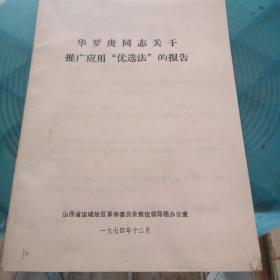 华罗庚同志关于
推广应用“优选法”的报告
山西省运城地区革命委员会推优领导组办公室
一九七四年十二月